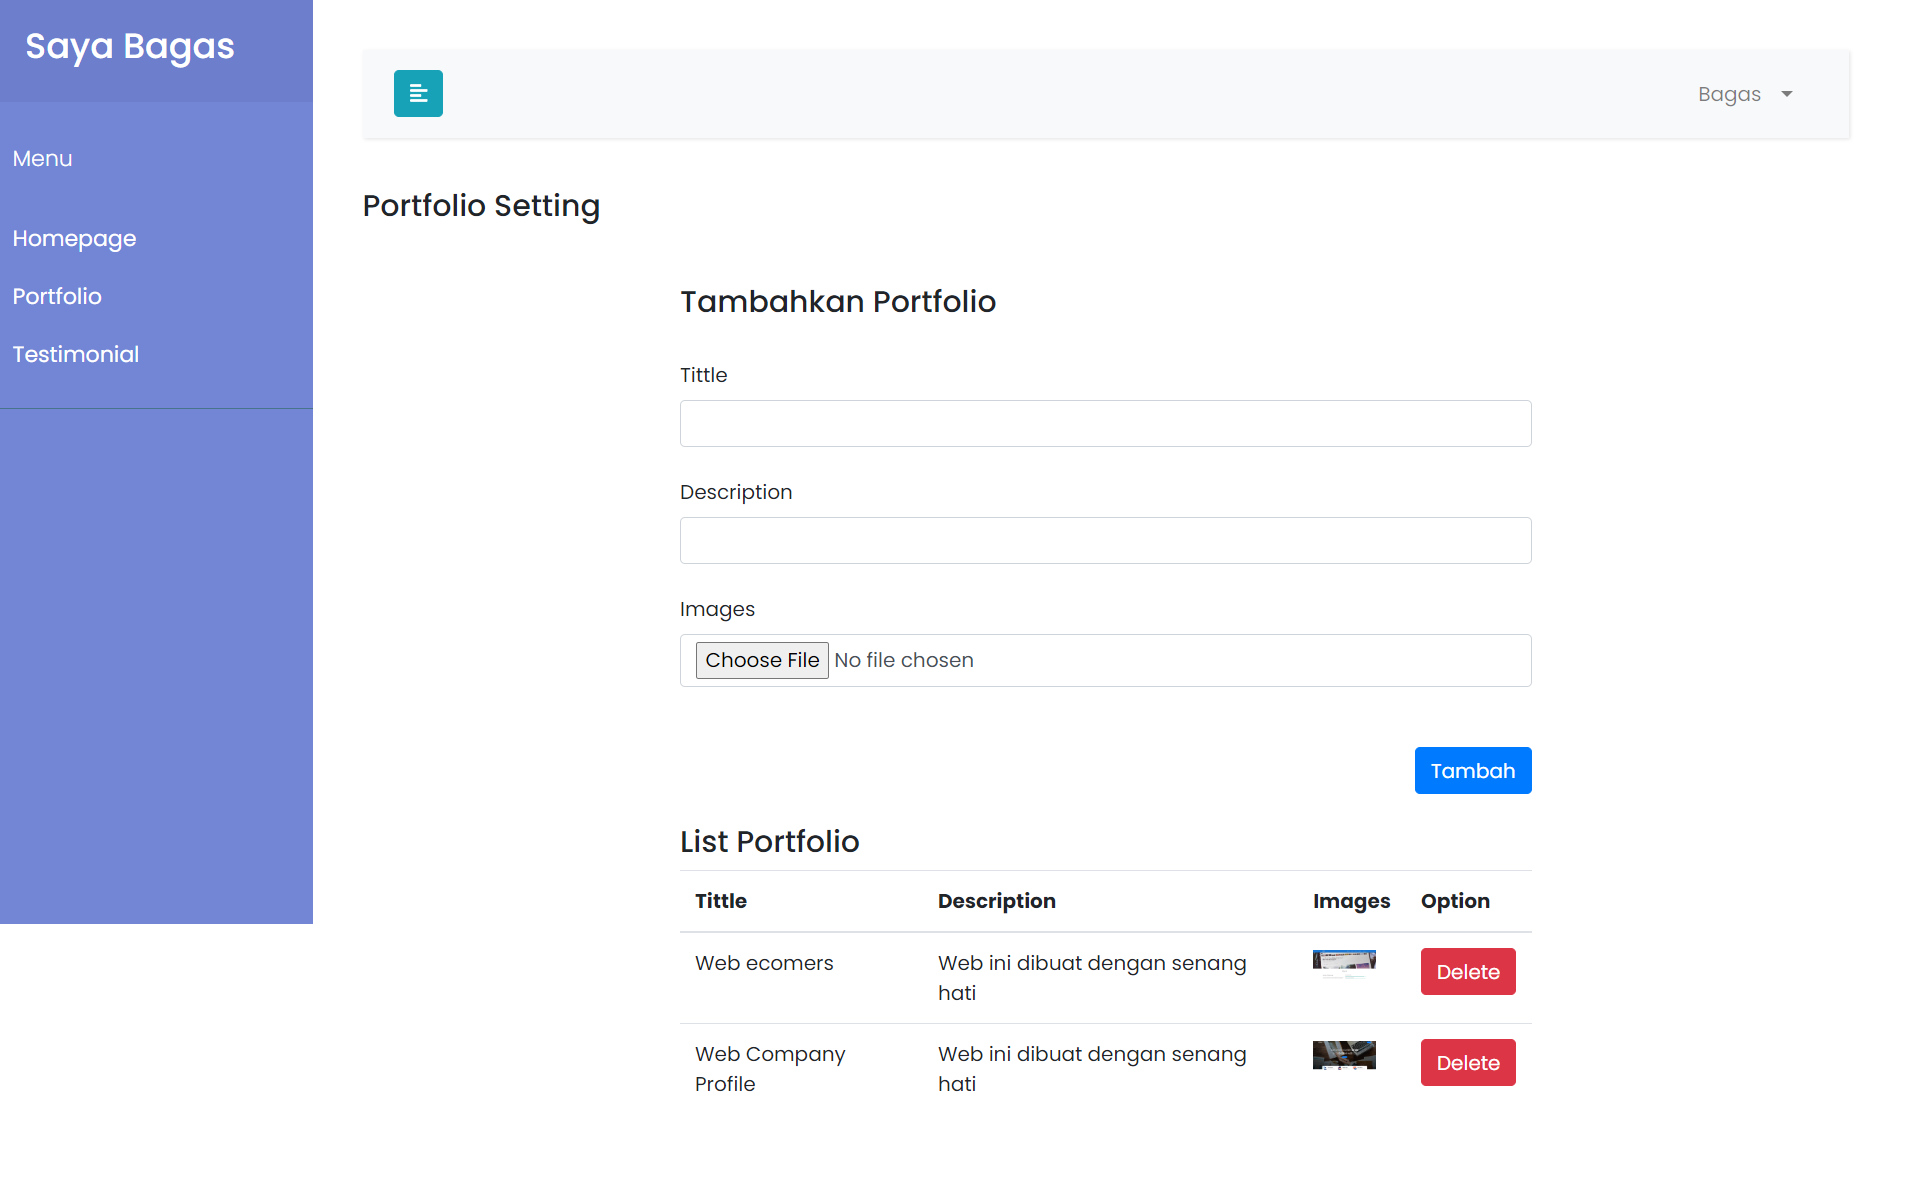 Saya Bagas
Menu
Homepage
Portfolio
Testimonial
Bagas
Portfolio Setting
Tambahkan Portfolio
Tittle
Description
Images
Choose File No file chosen
Tambah
List Portfolio
Tittle Description Images Option
Web ecomers Web ini dibuat dengan senang Delete
hati
Web Company Web ini dibuat dengan senang Delete
Profile hati